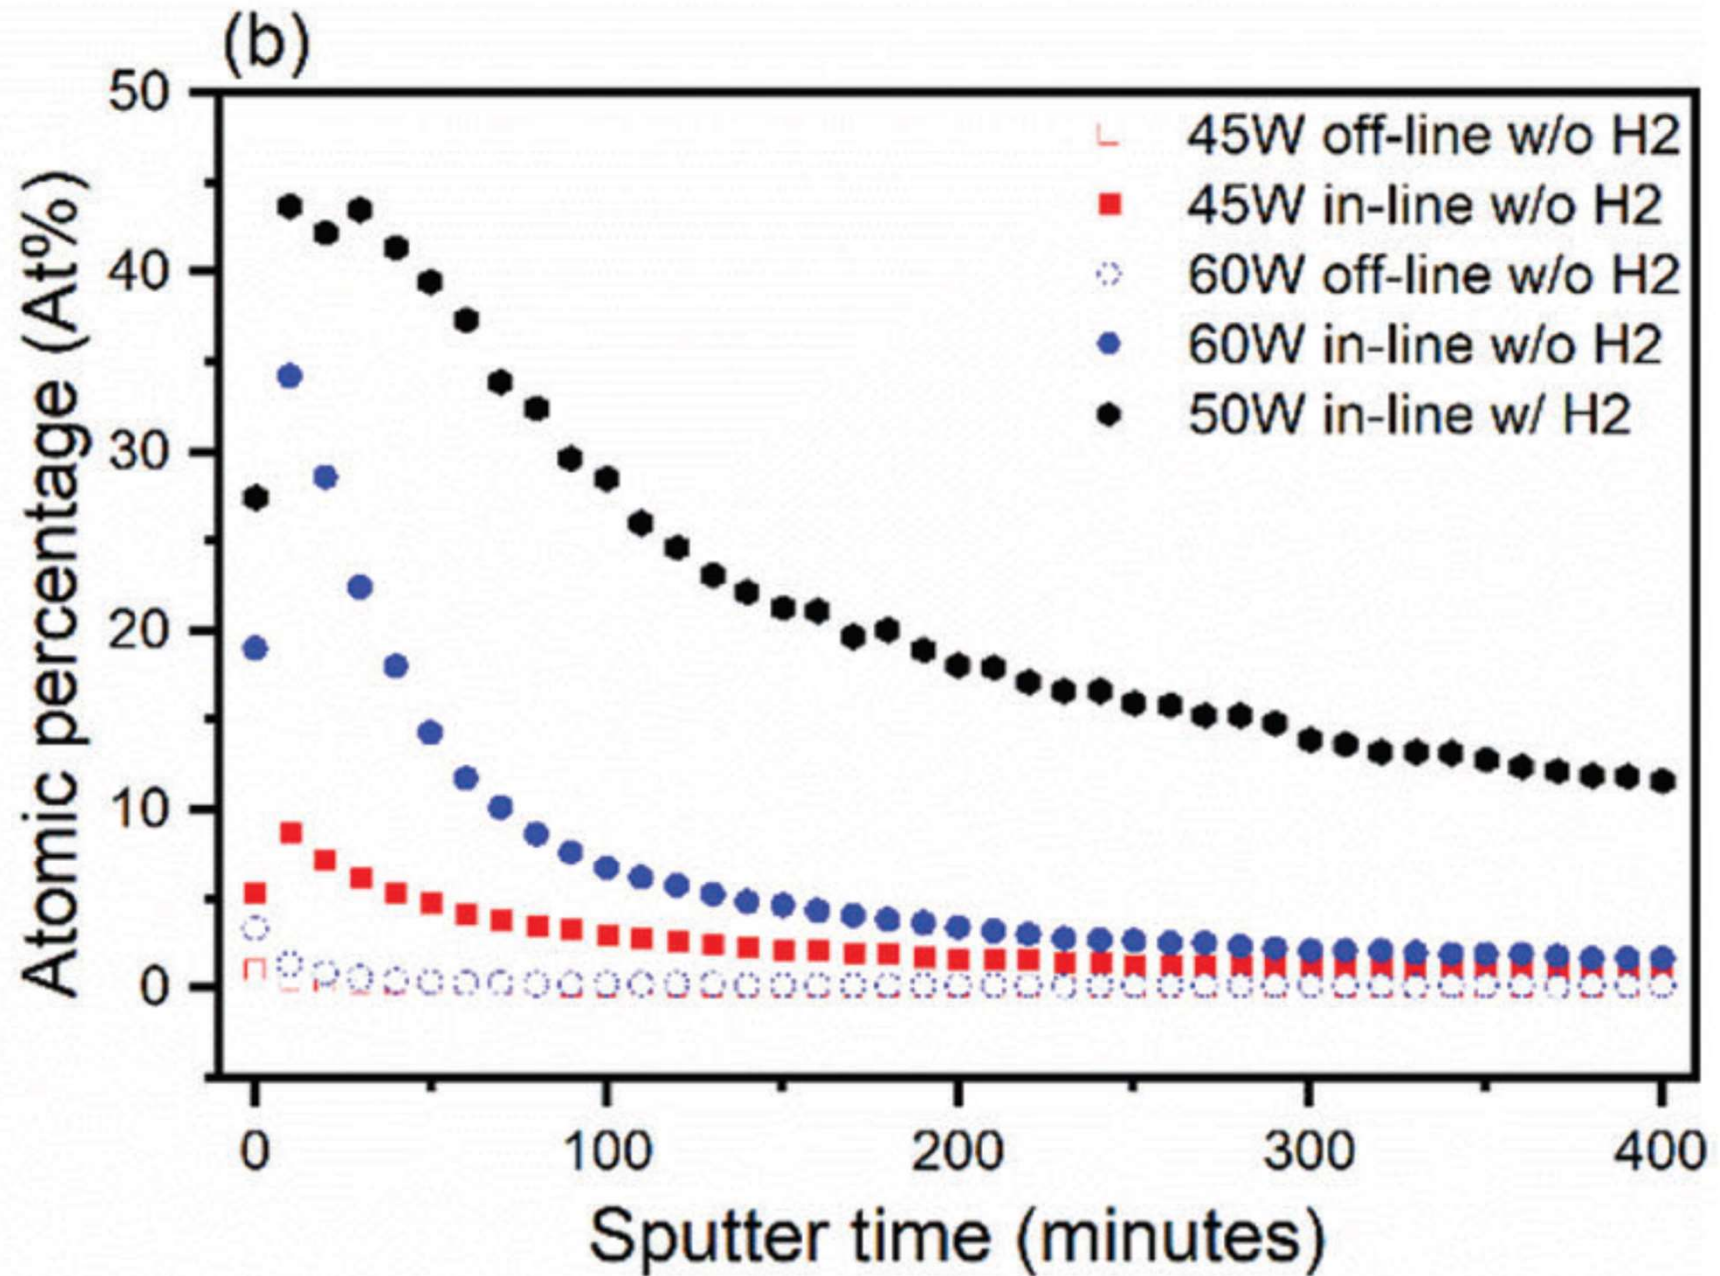 (b)
50
40
30
20
10
0
Atomic percentage (At%)
45W off-line w/o H2
45W in-line w/o H2
60W off-line w/o H2
60W in-line w/o H2
50W in-line w/ H2
0 100 200 300 400
Sputter time (minutes)